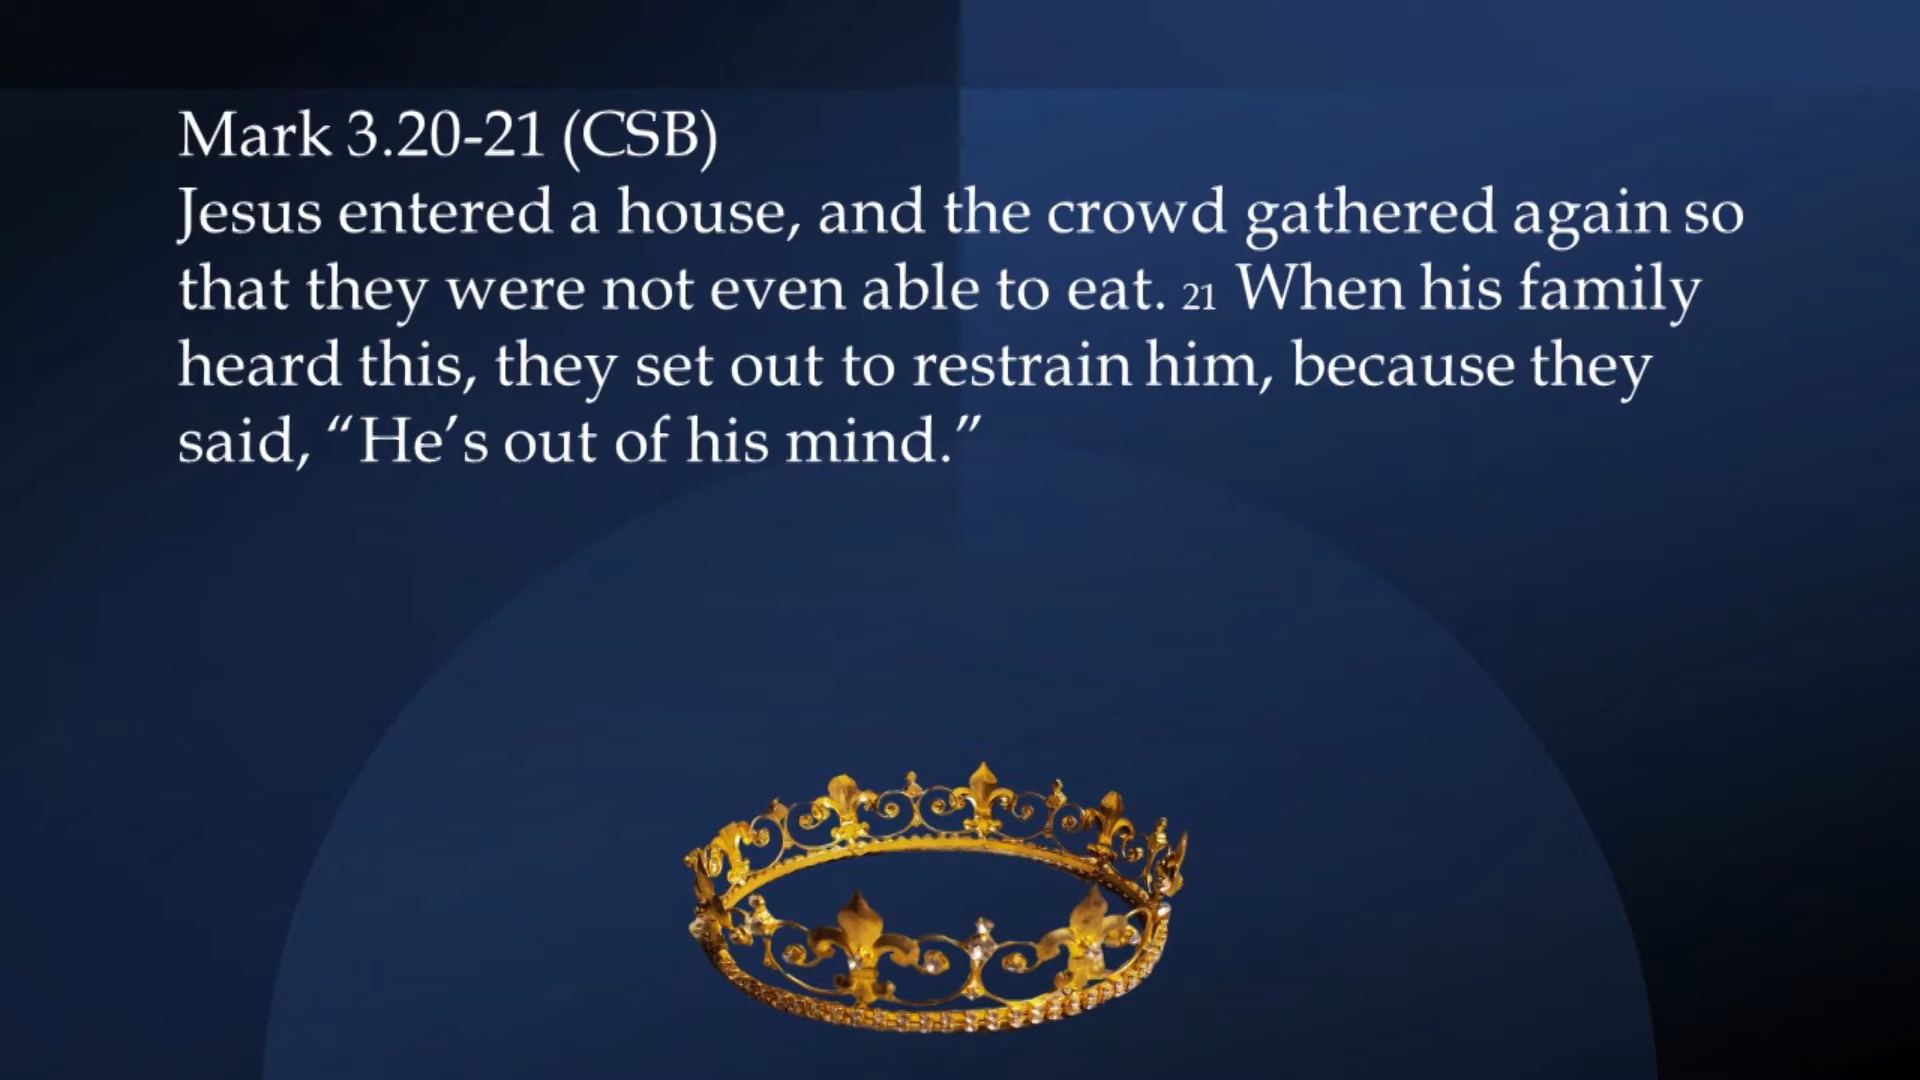 Mark 3.20-21 (CSB)
Jesus entered a house, and the crowd gathered again so
that they were not even able to eat. 21 When his family
heard this, they set out to restrain him, because they
said, “He’s out of his mind.”